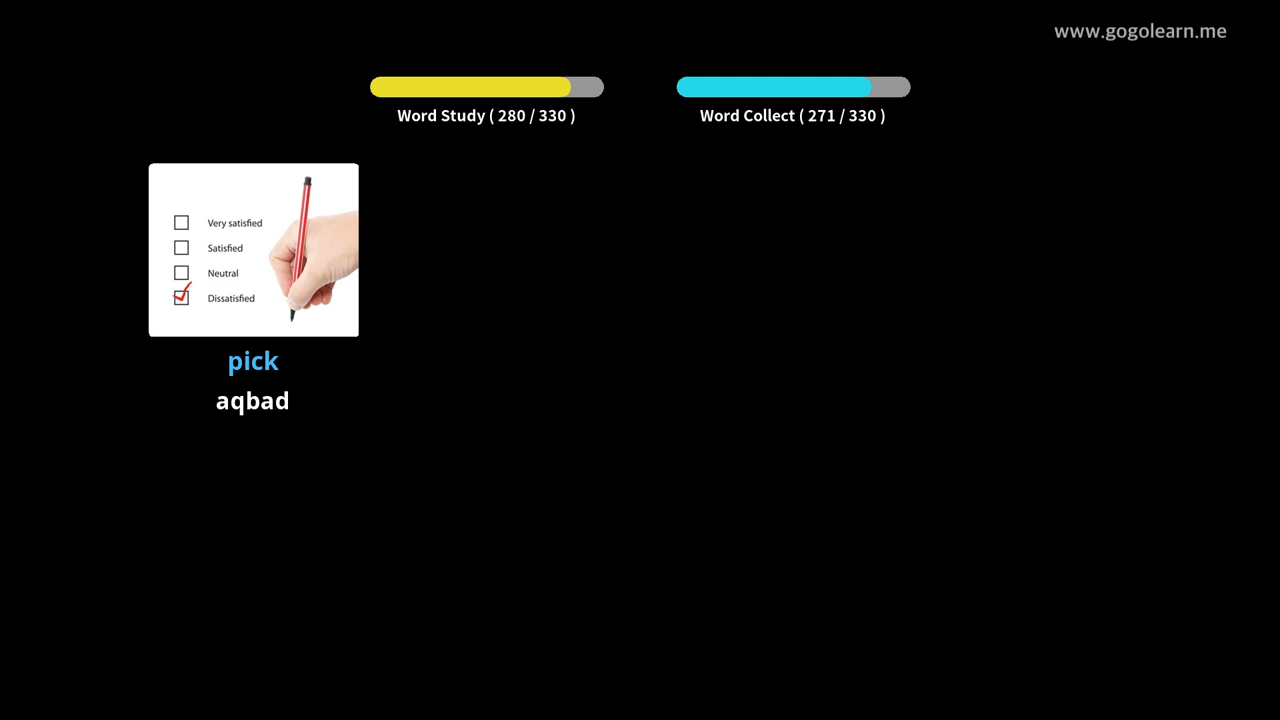 www.gogolearn.me
Word Study ( 280 / 330 )
Word Collect ( 271 / 330 )
Very satisfied
Satisfied
Neutral
Dissatisfied
pick
aqbad